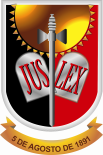 JUS LEX
5 DE AGOSTO DE 1891